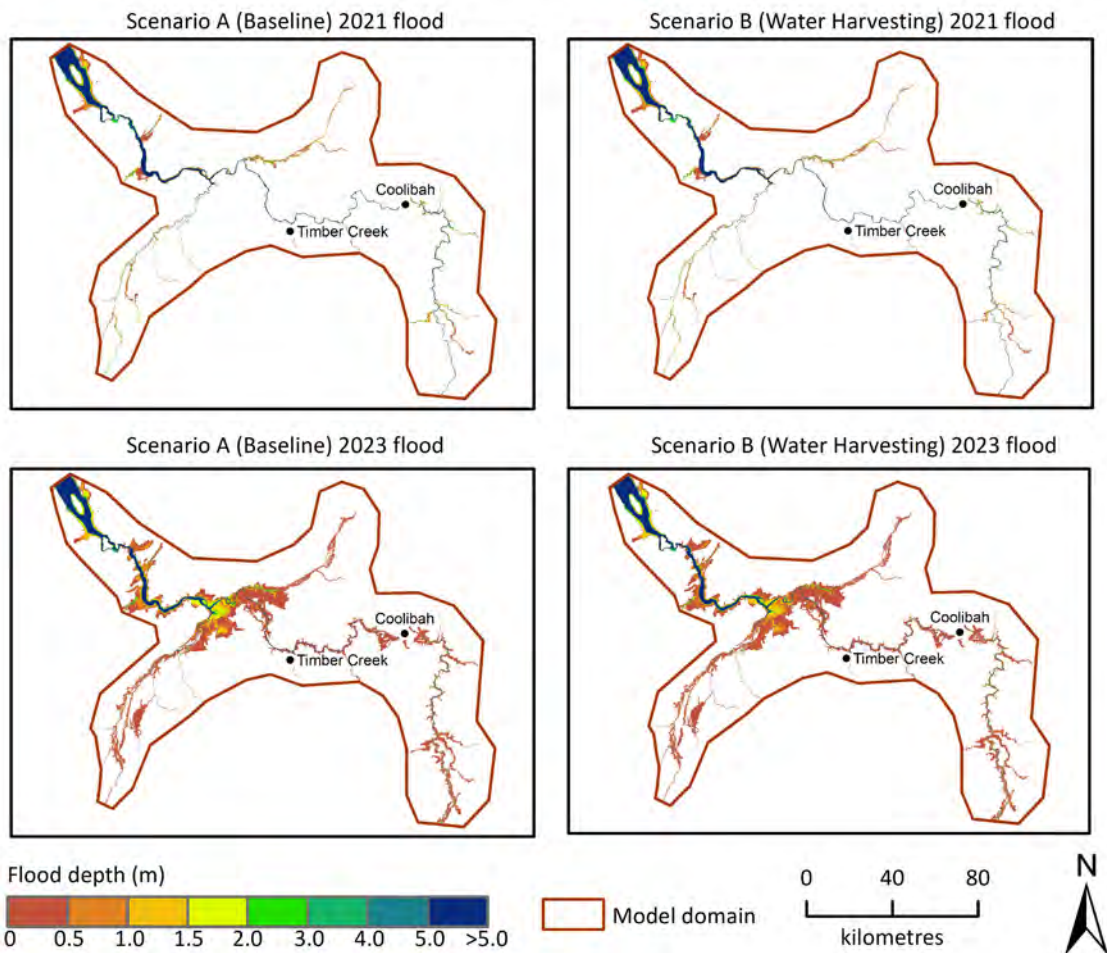 Scenario A (Baseline) 2021 flood
Scenario B (Water Harvesting) 2021 flood
Coolibah
Timber Creek
Coolibah
Timber Creek
Scenario A (Baseline) 2023 flood
Scenario B (Water Harvesting) 2023 flood
Coolibah
Timber Creek
Coolibah
Timber Creek
Flood depth (m)
0 0.5 1.0 1.5 2.0 3.0 4.0 5.0 >5.0
Model domain
0 40 80
kilometres
N